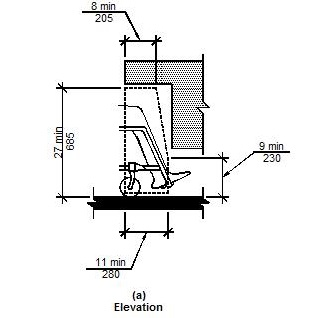 8 min
205
27 min
685
9 min
230
11 min
280
(a)
Elevation